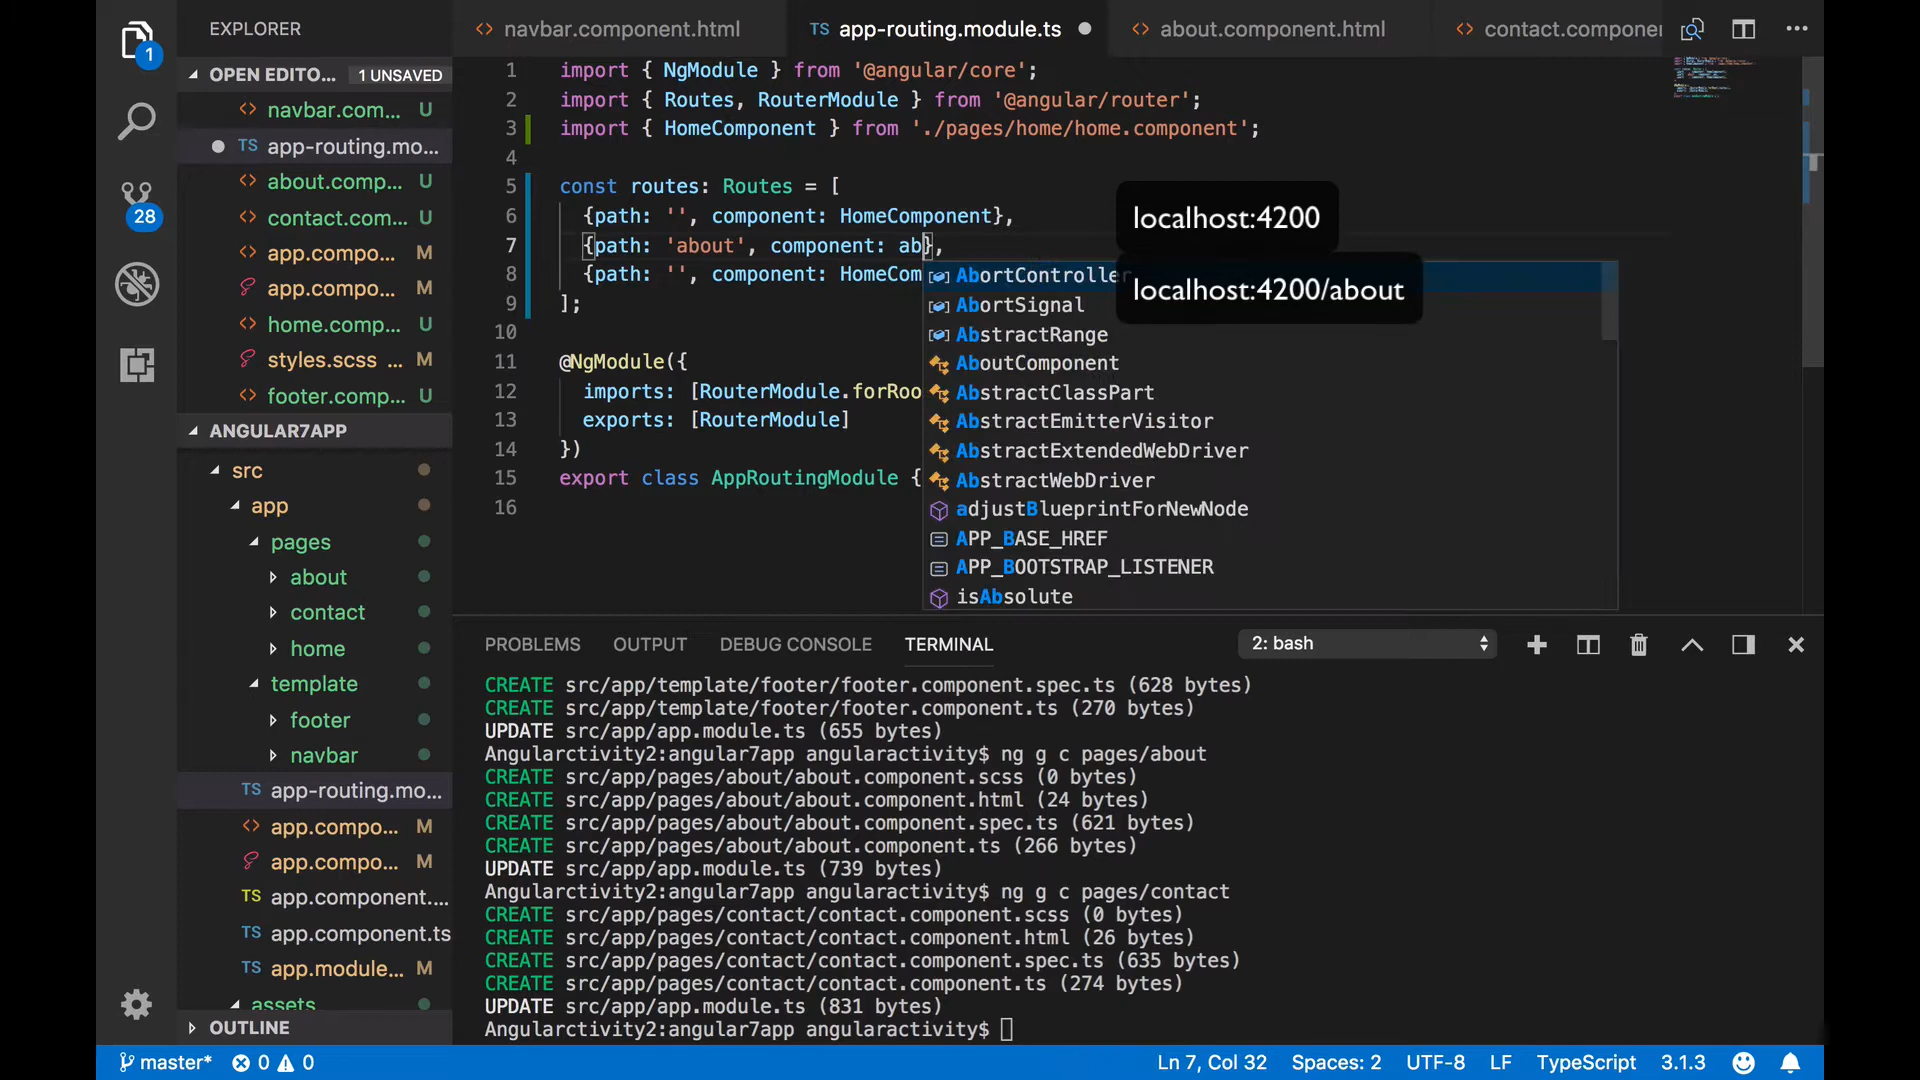 EXPLORER
navbar.component.html
TS app-routing.module.ts
about.component.html
contact.compone
OPEN EDITO... 1 UNSAVED
navbar.com... U
TS app-routing.mo...
about.comp... U
contact.com... U
app.compo... M
app.compo... M
home.comp... U
styles.scss ... M
footer.comp... U
1
28
ANGULAR7APP
src
app
pages
about
contact
home
template
footer
navbar
TS app-routing.mo...
app.compo... M
app.compo... M
TS app.component....
TS app.component.ts
TS app.module... M
assets
OUTLINE
1 import { NgModule } from '@angular/core';
2 import { Routes, RouterModule } from '@angular/router';
3 import { HomeComponent } from './pages/home/home.component';
4
5 const routes: Routes = [
6 {path: '', component: HomeComponent},
7 {path: 'about', component: ab},
8 {path: '', component: HomeCom
9 ];
10
11 @NgModule({
12 imports: [RouterModule.forRoo
13 exports: [RouterModule]
14 })
15 export class AppRoutingModule {
16
localhost:4200
localhost:4200/about
AbortController
AbortSignal
AbstractRange
AboutComponent
AbstractClassPart
AbstractEmitterVisitor
AbstractExtendedWebDriver
AbstractWebDriver
adjustBlueprintForNewNode
APP_BASE_HREF
APP_BOOTSTRAP_LISTENER
isAbsolute
PROBLEMS OUTPUT DEBUG CONSOLE TERMINAL 2: bash
CREATE src/app/template/footer/footer.component.spec.ts (628 bytes)
CREATE src/app/template/footer/footer.component.ts (270 bytes)
UPDATE src/app/app.module.ts (655 bytes)
Angularctivity2:angular7app angularactivity$ ng g c pages/about
CREATE src/app/pages/about/about.component.scss (0 bytes)
CREATE src/app/pages/about/about.component.html (24 bytes)
CREATE src/app/pages/about/about.component.spec.ts (621 bytes)
CREATE src/app/pages/about/about.component.ts (266 bytes)
UPDATE src/app/app.module.ts (739 bytes)
Angularctivity2:angular7app angularactivity$ ng g c pages/contact
CREATE src/app/pages/contact/contact.component.scss (0 bytes)
CREATE src/app/pages/contact/contact.component.html (26 bytes)
CREATE src/app/pages/contact/contact.component.spec.ts (635 bytes)
CREATE src/app/pages/contact/contact.component.ts (274 bytes)
UPDATE src/app/app.module.ts (831 bytes)
Angularctivity2:angular7app angularactivity$
master* 0 0 Ln 7, Col 32 Spaces: 2 UTF-8 LF TypeScript 3.1.3